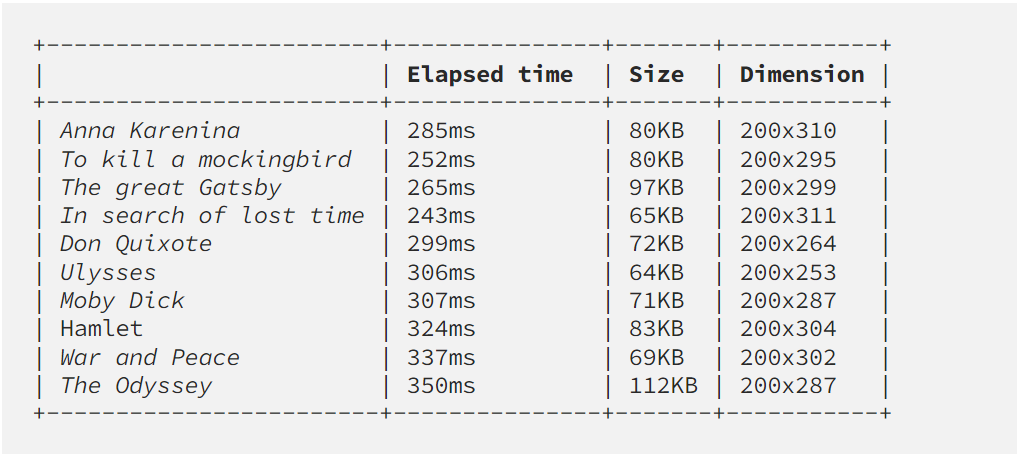 +------------------------+---------------+-------+-----------+
|                        | Elapsed time  | Size  | Dimension |
+------------------------+---------------+-------+-----------+
| Anna Karenina          | 285ms         | 80KB  | 200x310   |
| To kill a mockingbird  | 252ms         | 80KB  | 200x295   |
| The great Gatsby       | 265ms         | 97KB  | 200x299   |
| In search of lost time | 243ms         | 65KB  | 200x311   |
| Don Quixote            | 299ms         | 72KB  | 200x264   |
| Ulysses                | 306ms         | 64KB  | 200x253   |
| Moby Dick              | 307ms         | 71KB  | 200x287   |
| Hamlet                 | 324ms         | 83KB  | 200x304   |
| War and Peace          | 337ms         | 69KB  | 200x302   |
| The Odyssey            | 350ms         | 112KB | 200x287   |
+------------------------+---------------+-------+-----------+